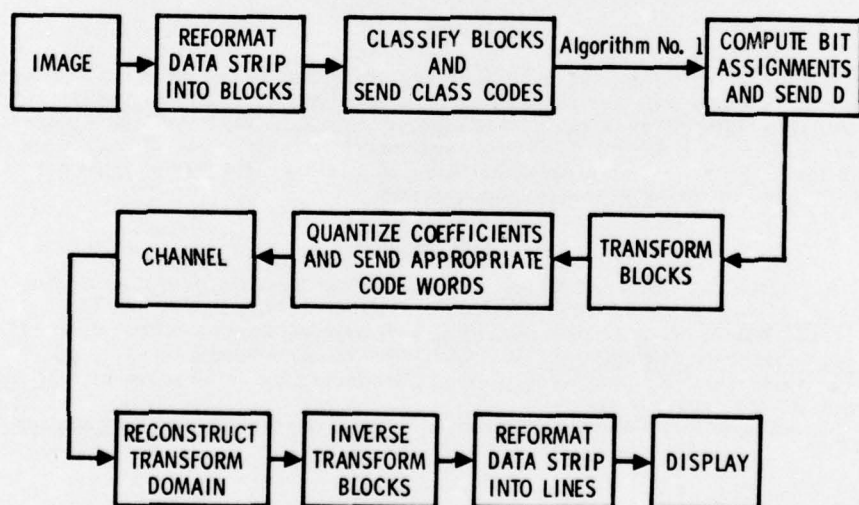 IMAGE
REFORMAT
DATA STRIP
INTO BLOCKS
CLASSIFY BLOCKS
AND
SEND CLASS CODES
Algorithm No. 1
COMPUTE BIT
ASSIGNMENTS
AND SEND D
CHANNEL
QUANTIZE COEFFICIENTS
AND SEND APPROPRIATE
CODE WORDS
TRANSFORM
BLOCKS
RECONSTRUCT
TRANSFORM
DOMAIN
INVERSE
TRANSFORM
BLOCKS
REFORMAT
DATA STRIP
INTO LINES
DISPLAY